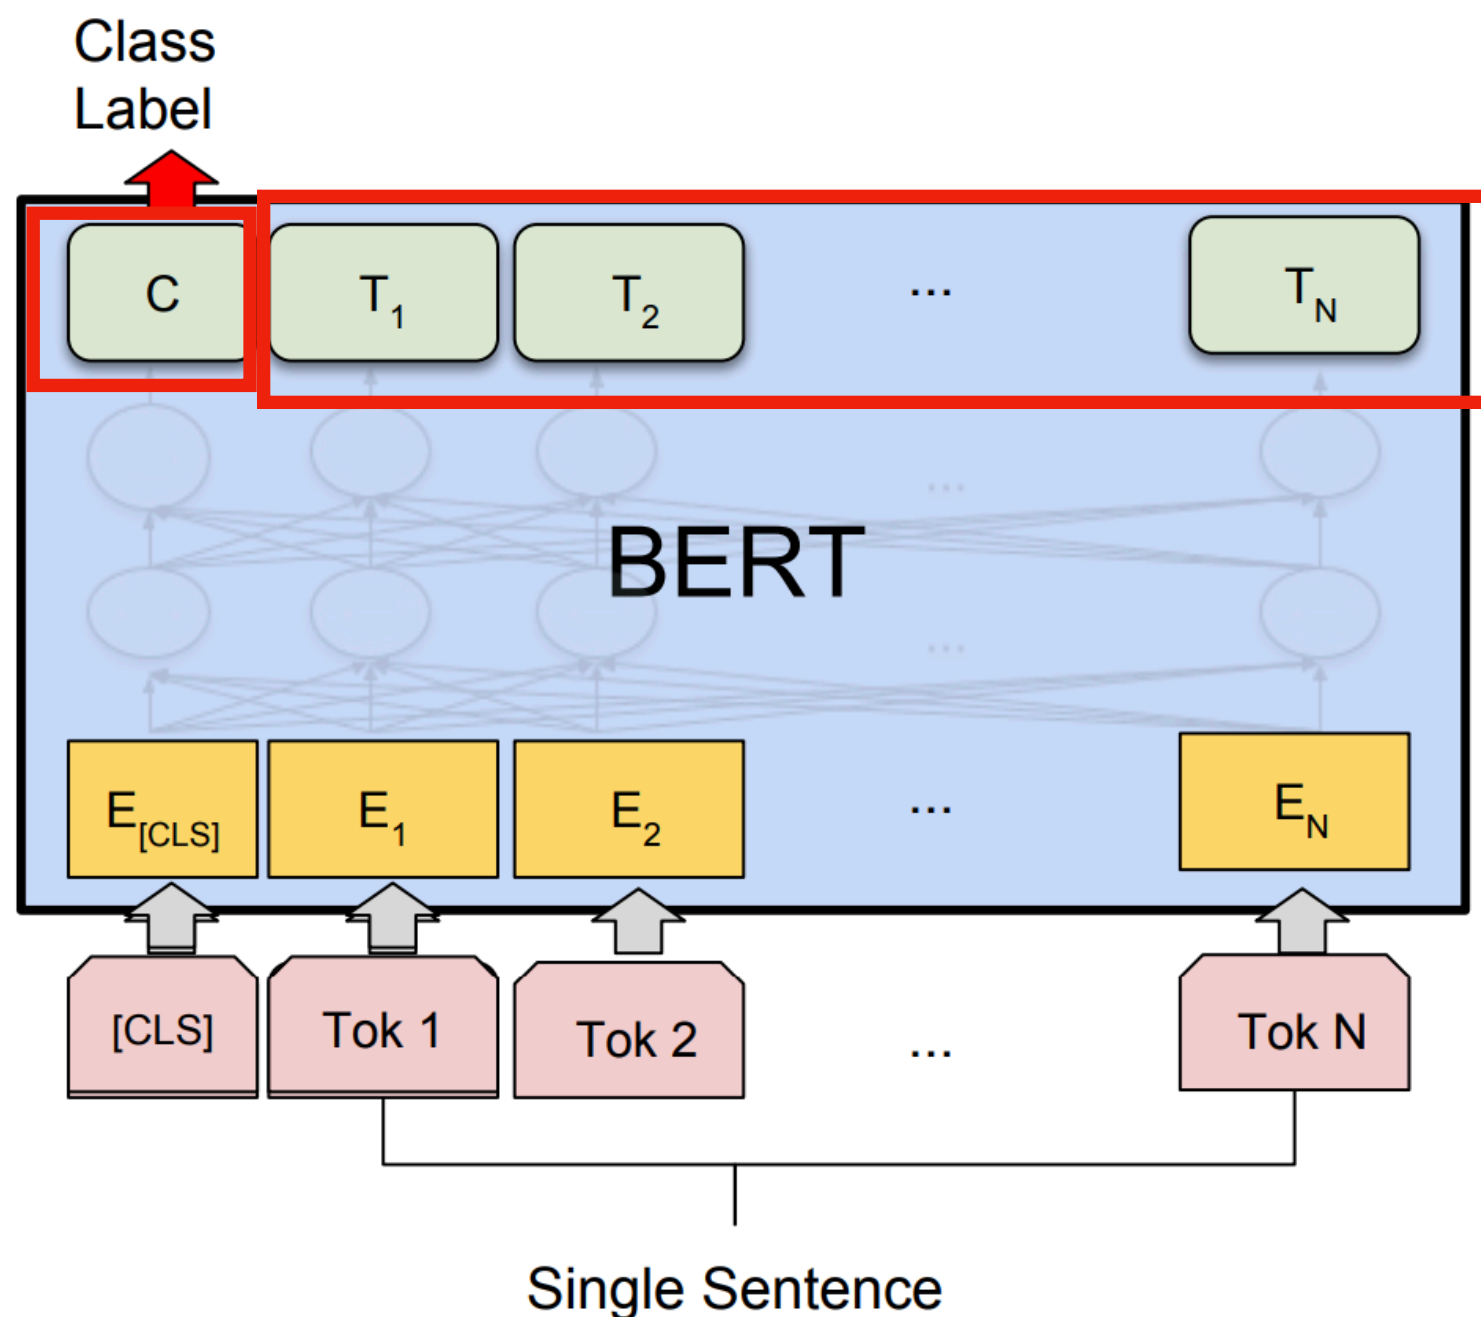 Class
Label
C T1 T2 ... TN
...
BERT
...
E[CLS] E1 E2 ... EN
[CLS] Tok 1 Tok 2 ... Tok N
Single Sentence